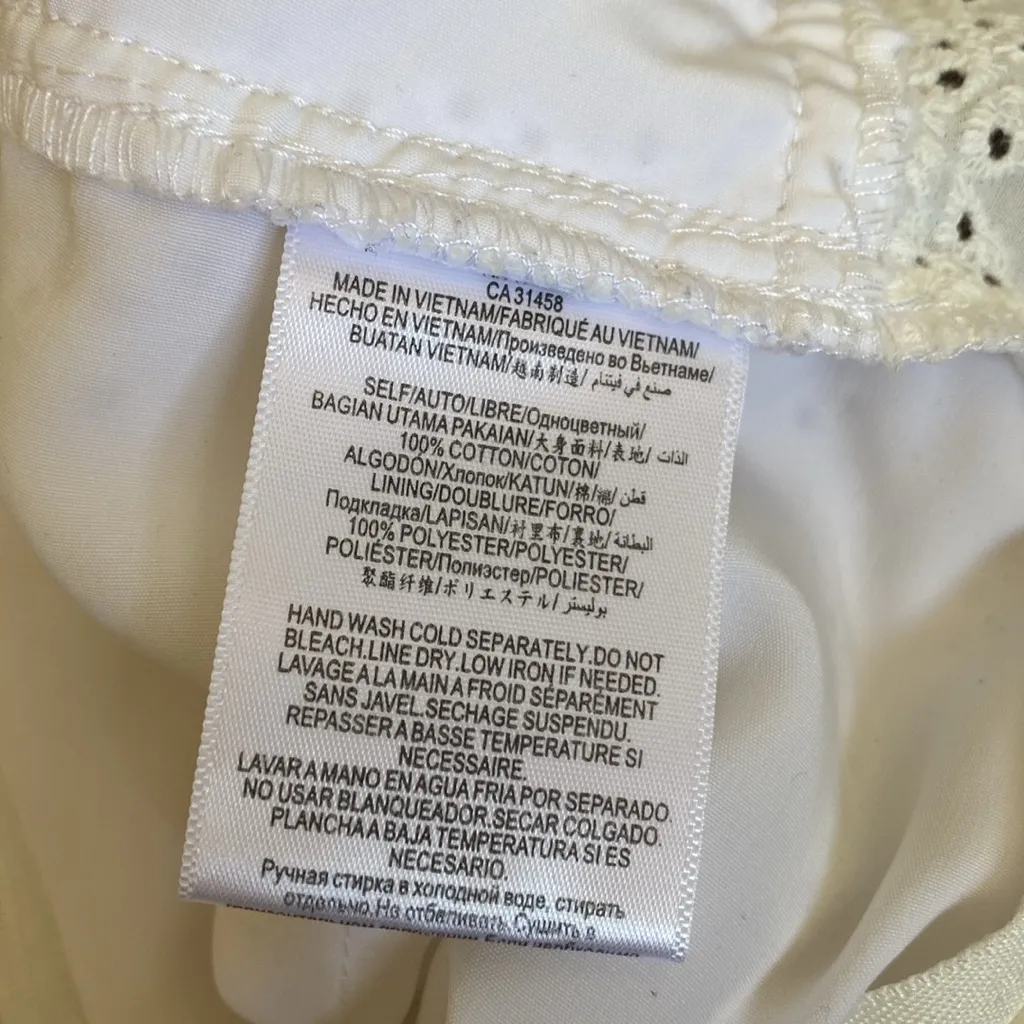 CA 31458
MADE IN VIETNAM/FABRIQUÉ AU VIETNAM/
HECHO EN VIETNAM/Произведено во Вьетнаме/
BUATAN VIETNAM/越南制造/ صنع في فيتنام
SELF/AUTO/LIBRE/Одноцветный/
BAGIAN UTAMA PAKAIAN/大身面料/表地/ الذات
100% COTTON/COTON/
ALGODÓN/Хлопок/KATUN/棉/綿/ قطن
LINING/DOUBLURE/FORRO/
Подкладка/LAPISAN/衬里布/裏地/ البطانة
100% POLYESTER/POLYESTER/
POLIÉSTER/Полиэстер/POLIESTER/
聚酯纤维/ポリエステル/ بوليستر
HAND WASH COLD SEPARATELY.DO NOT
BLEACH.LINE DRY.LOW IRON IF NEEDED.
LAVAGE A LA MAIN A FROID SÉPARÉMENT
SANS JAVEL.SECHAGE SUSPENDU.
REPASSER A BASSE TEMPERATURE SI
NECESSAIRE.
LAVAR A MANO EN AGUA FRIA POR SEPARADO.
NO USAR BLANQUEADOR.SECAR COLGADO.
PLANCHA A BAJA TEMPERATURA SI ES
NECESARIO.
Ручная стирка в холодной воде, стирать
отдельно.Не отбеливать. Сушить в